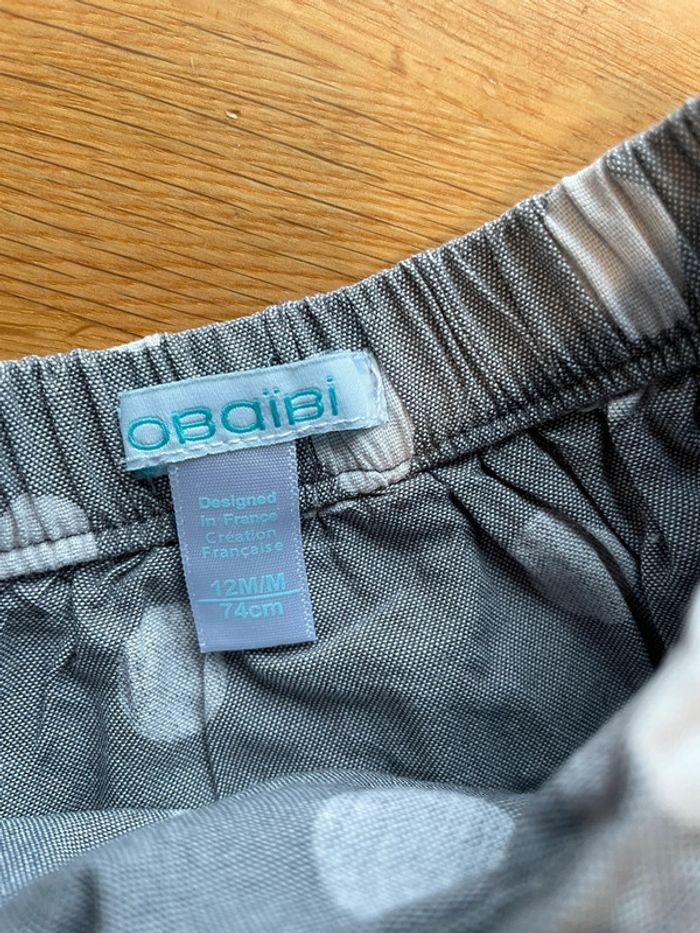 OBaïBi
Designed
In France
Création
Française
12M/M
74cm